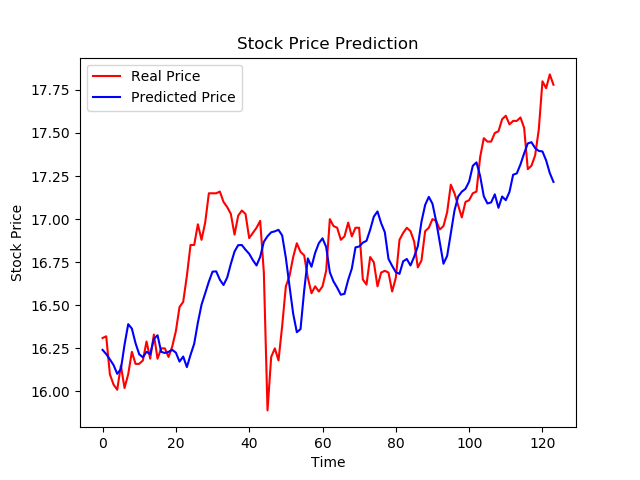 Stock Price Prediction
Real Price
Predicted Price
17.75
17.50
17.25
17.00
16.75
16.50
16.25
16.00
Stock Price
0 20 40 60 80 100 120
Time